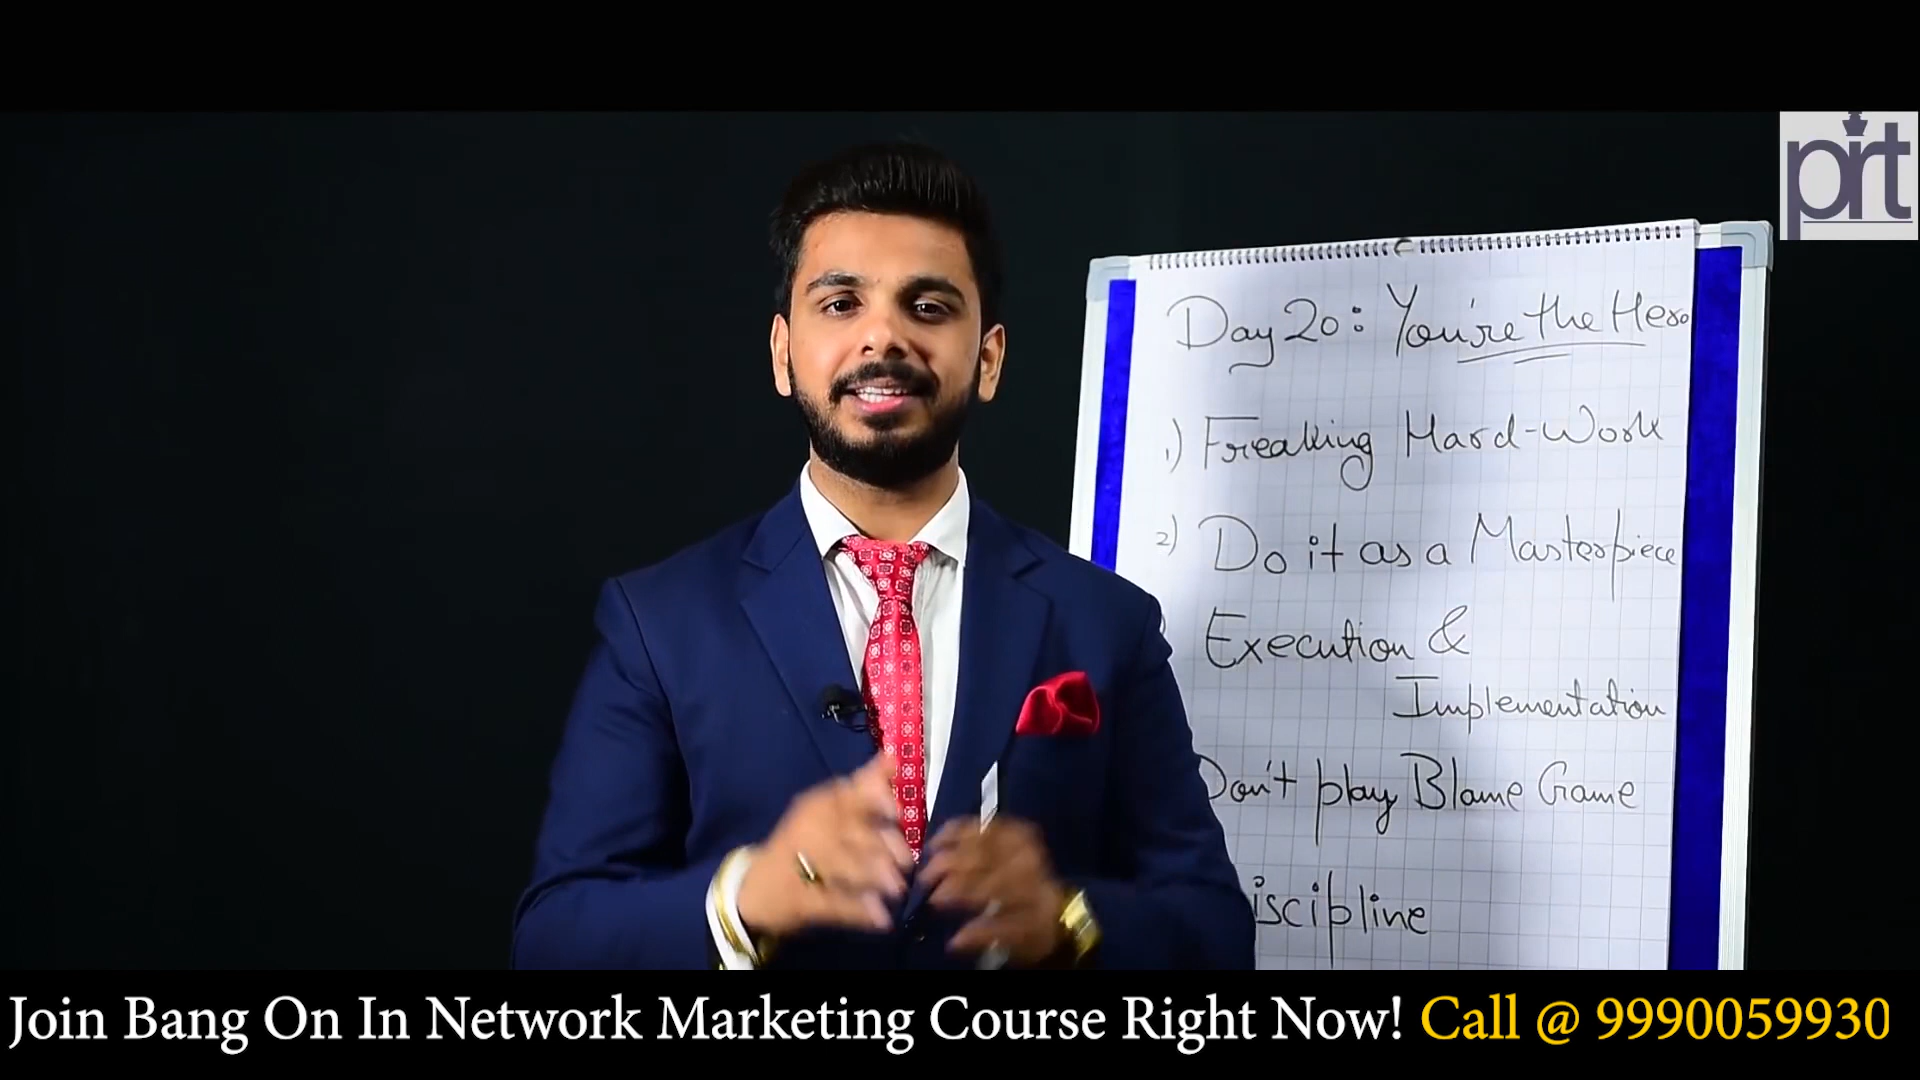 pirt
Day 20: You're the Hero
1) Freaking Hard-Work
2) Do it as a Masterpiece
Execution &
Implementation
Don't play Blame Game
iscipline
Join Bang On In Network Marketing Course Right Now! Call @ 9990059930